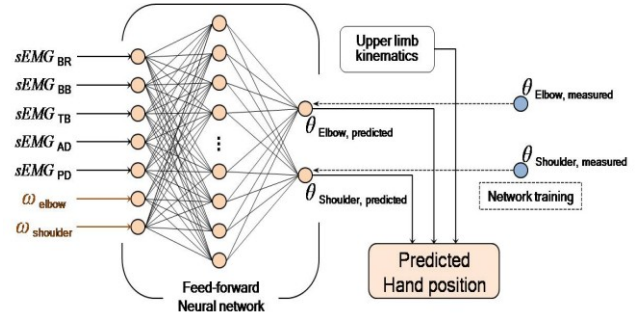 sEMG BR
sEMG BB
sEMG TB
sEMG AD
sEMG PD
ω elbow
ω shoulder
...
Feed-forward
Neural network
Upper limb
kinematics
θ Elbow, predicted
θ Shoulder, predicted
θ Elbow, measured
θ Shoulder, measured
Network training
Predicted
Hand position